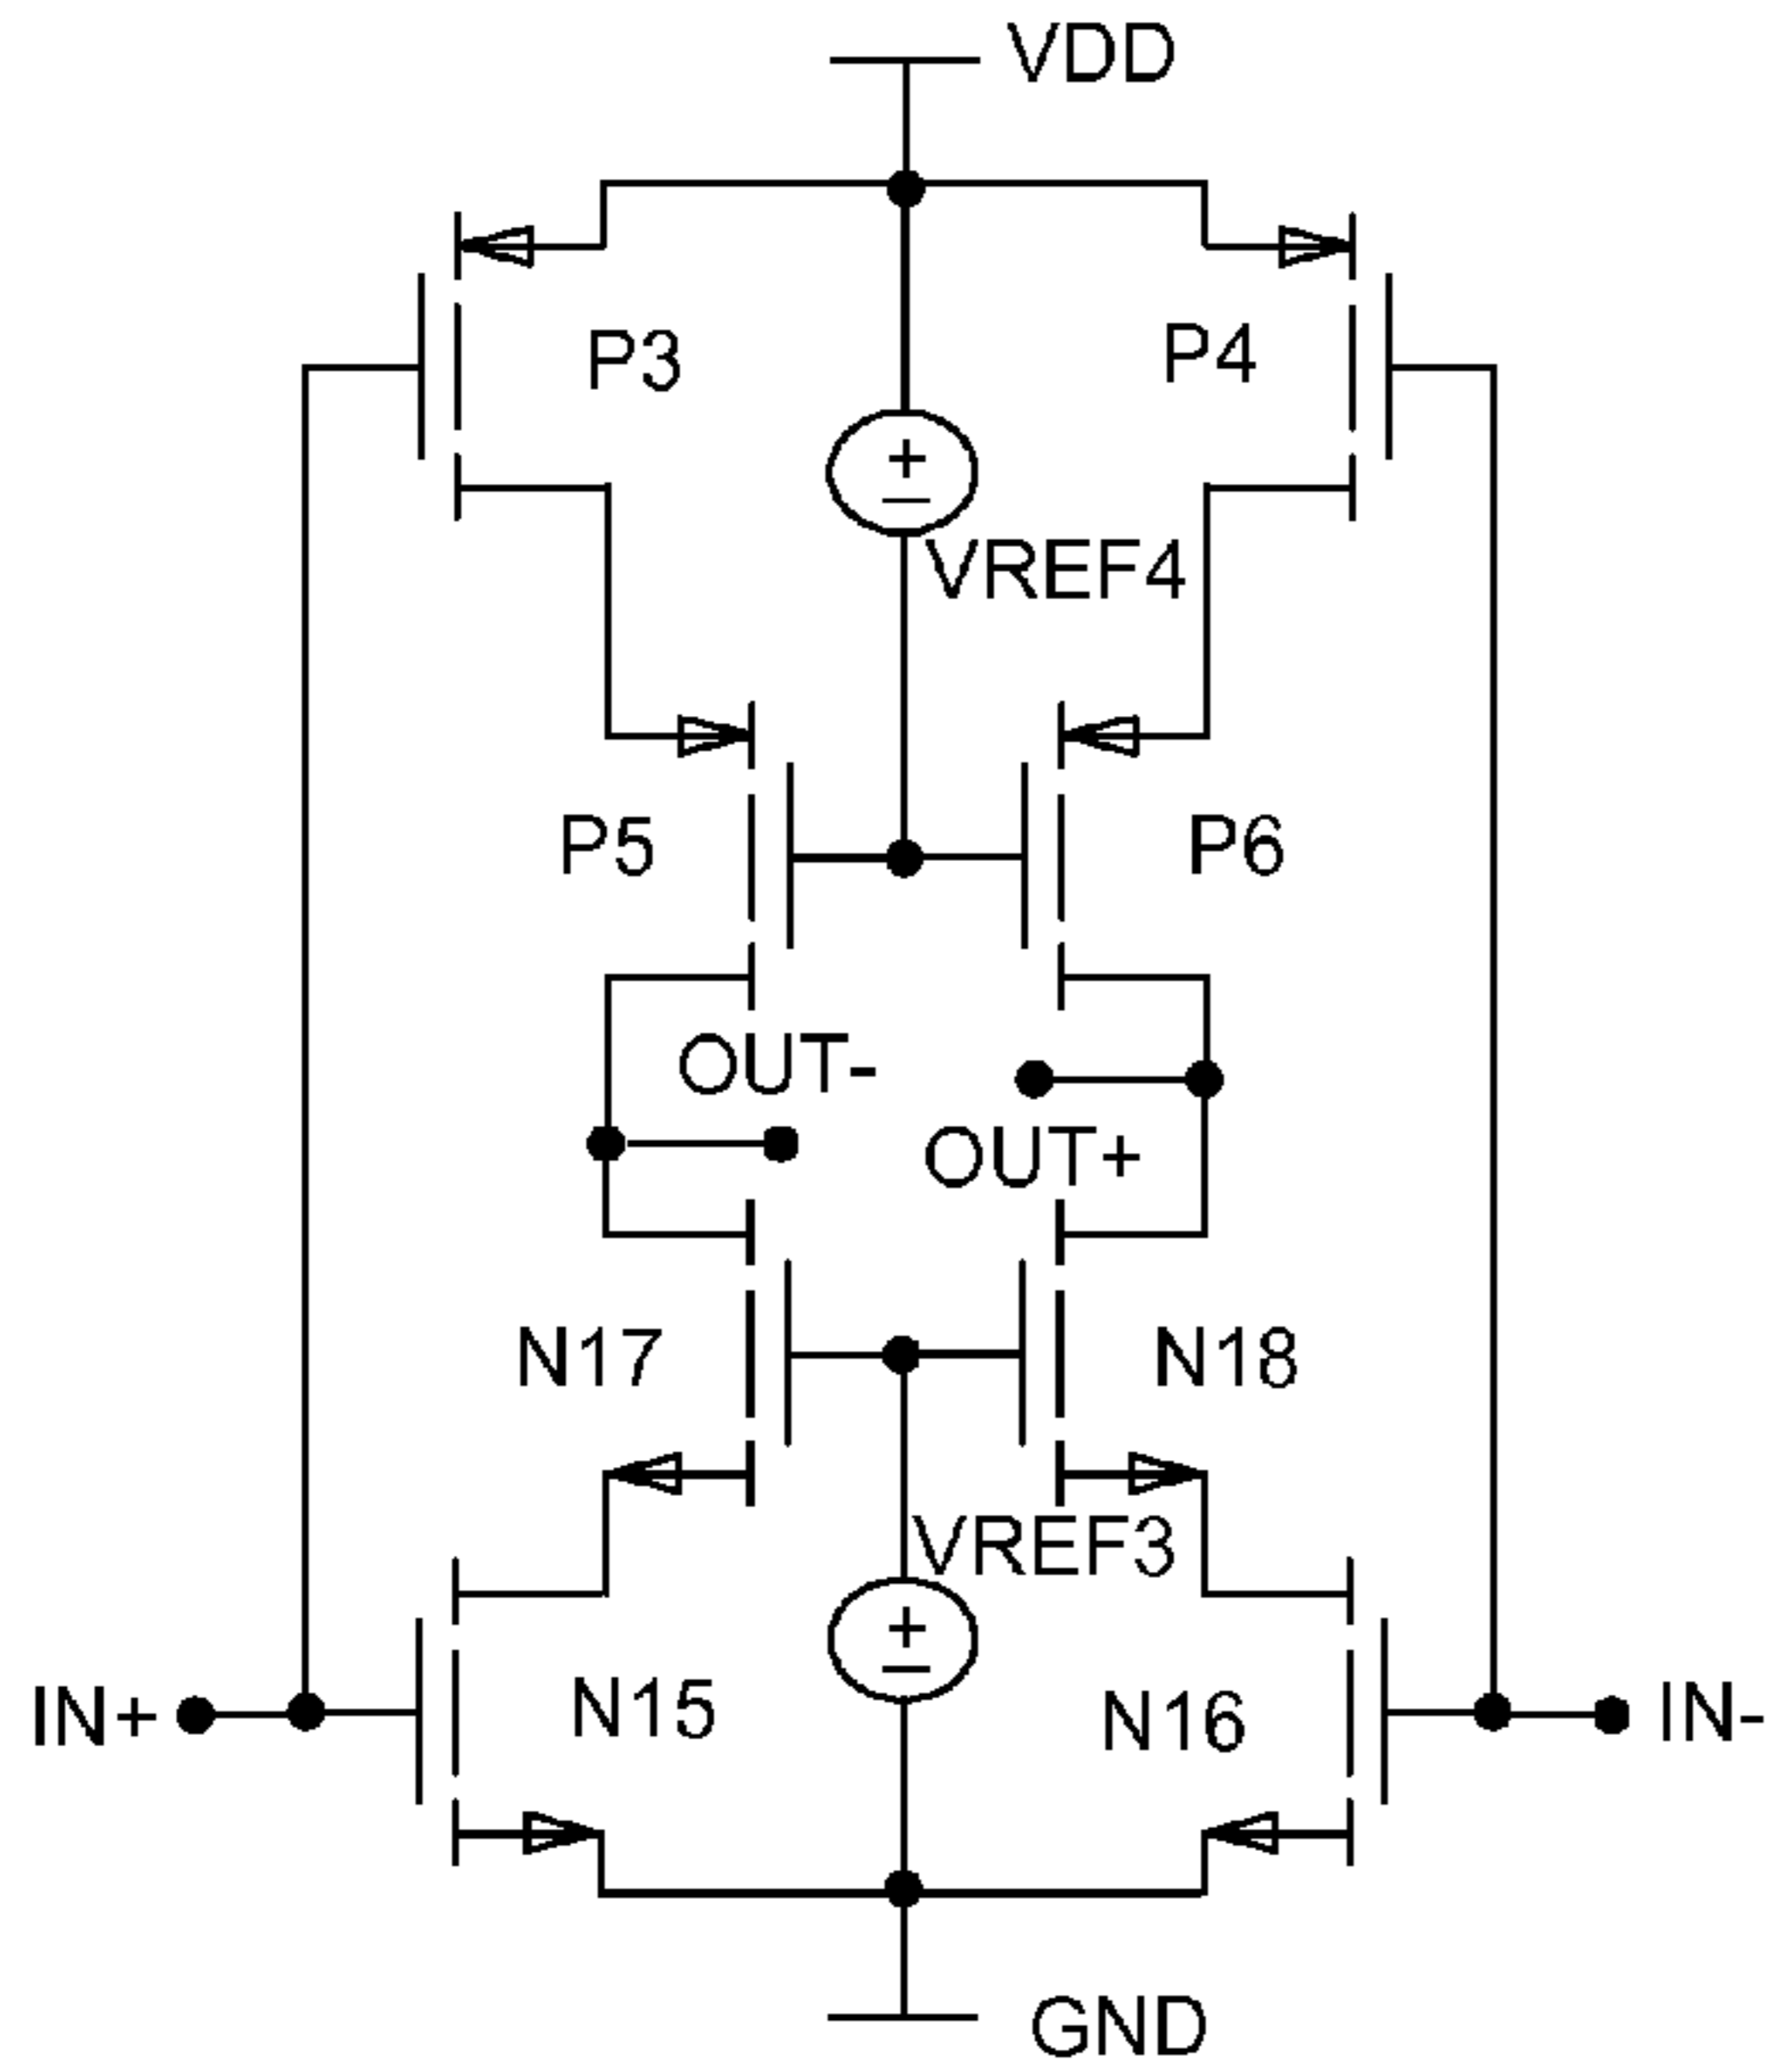 VDD
P3
P4
+
−
VREF4
P5
P6
OUT-
OUT+
N17
N18
VREF3
+
−
N15
N16
IN+
IN-
GND